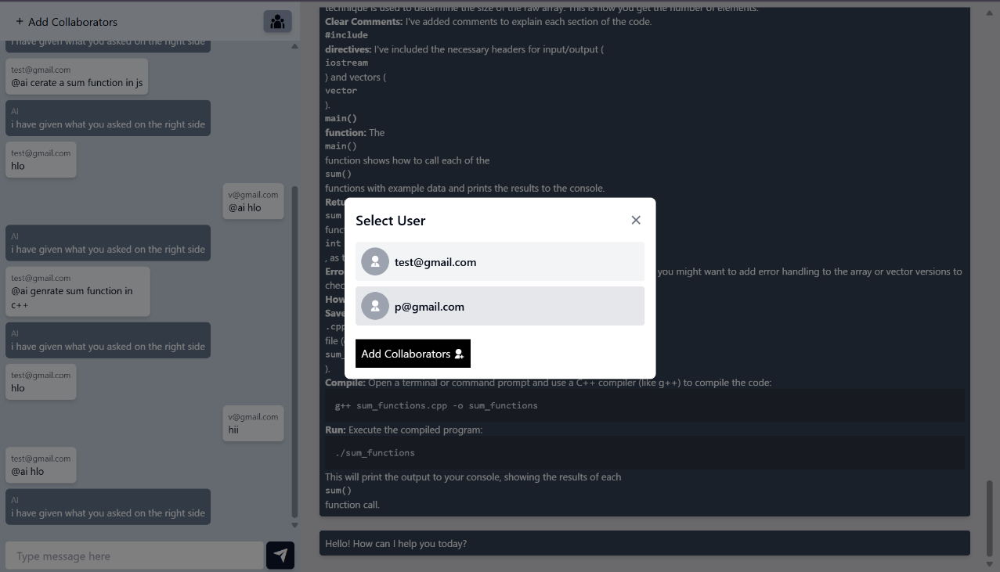 + Add Collaborators
i have given what you asked on the right side
test@gmail.com
@ai cerate a sum function in js
AI
i have given what you asked on the right side
test@gmail.com
hlo
v@gmail.com
@ai hlo
AI
i have given what you asked on the right side
test@gmail.com
@ai genrate sum function in
c++
AI
i have given what you asked on the right side
test@gmail.com
hlo
v@gmail.com
hii
test@gmail.com
@ai hlo
AI
i have given what you asked on the right side
Type message here
technique is used to determine the size of the raw array. This is how you get the number of elements.
Clear Comments: I've added comments to explain each section of the code.
#include
directives: I've included the necessary headers for input/output (
iostream
) and vectors (
vector
).
main()
function: The
main()
function shows how to call each of the
sum()
functions with example data and prints the results to the console.
Retu
sum
func
int
, as t
Erro you might want to add error handling to the array or vector versions to
chec
How
Save
.cpp
file (
sum_
).
Compile: Open a terminal or command prompt and use a C++ compiler (like g++) to compile the code:
g++ sum_functions.cpp -o sum_functions
Run: Execute the compiled program:
./sum_functions
This will print the output to your console, showing the results of each
sum()
function call.
Hello! How can I help you today?
Select User
test@gmail.com
p@gmail.com
Add Collaborators